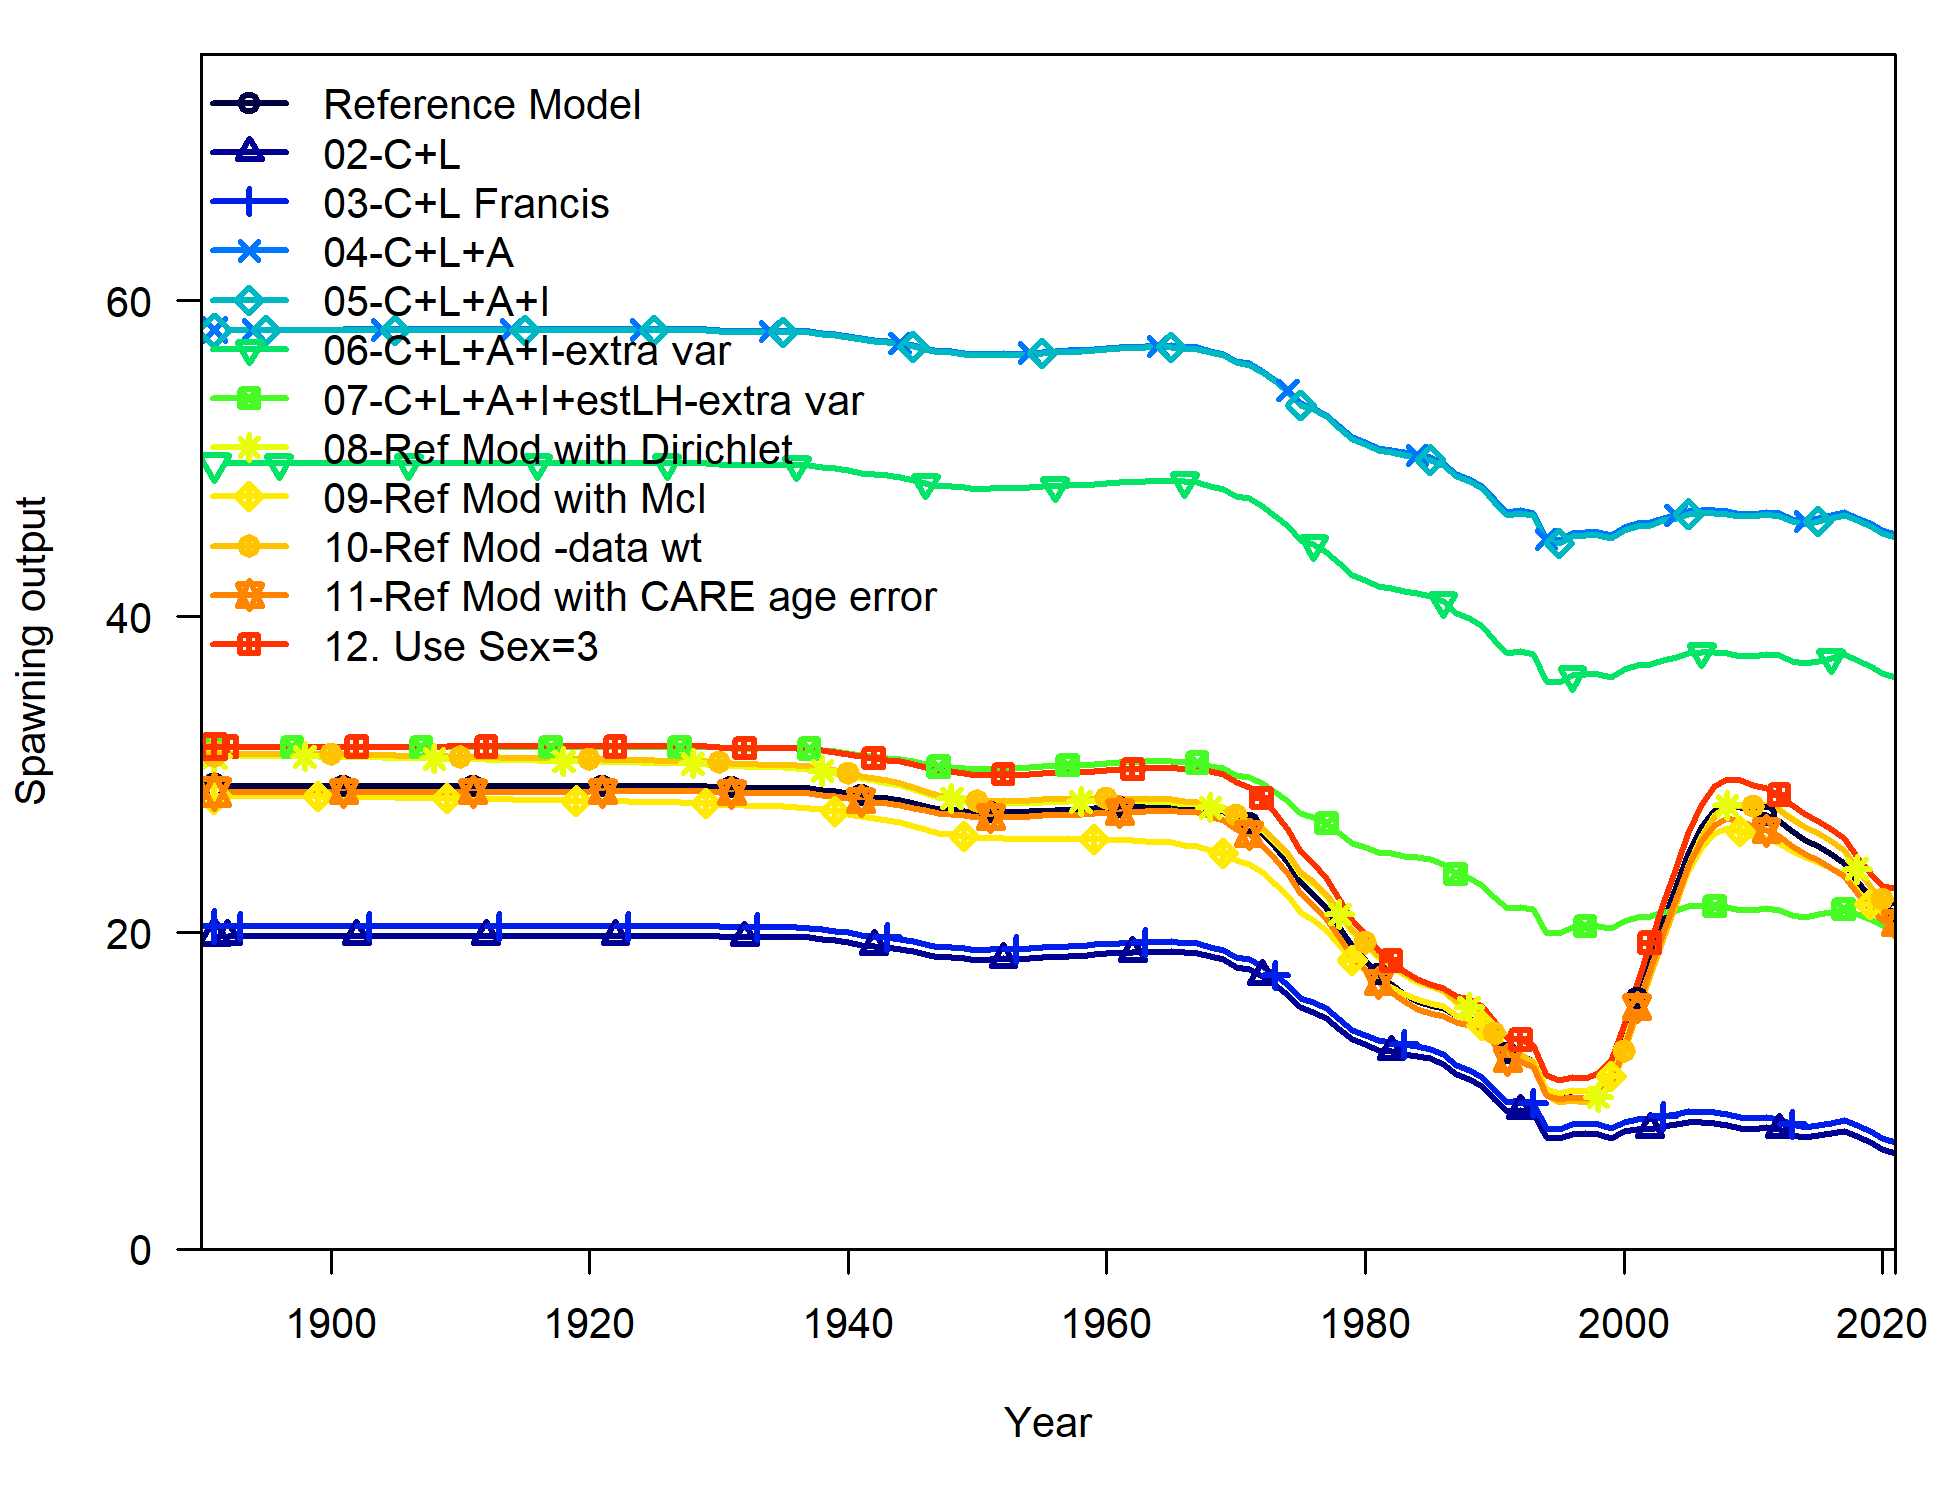 Reference Model
02-C+L
03-C+L Francis
04-C+L+A
05-C+L+A+I
06-C+L+A+I-extra var
07-C+L+A+I+estLH-extra var
08-Ref Mod with Dirichlet
09-Ref Mod with McI
10-Ref Mod -data wt
11-Ref Mod with CARE age error
12. Use Sex=3
Spawning output
60
40
20
0
1900 1920 1940 1960 1980 2000 2020
Year